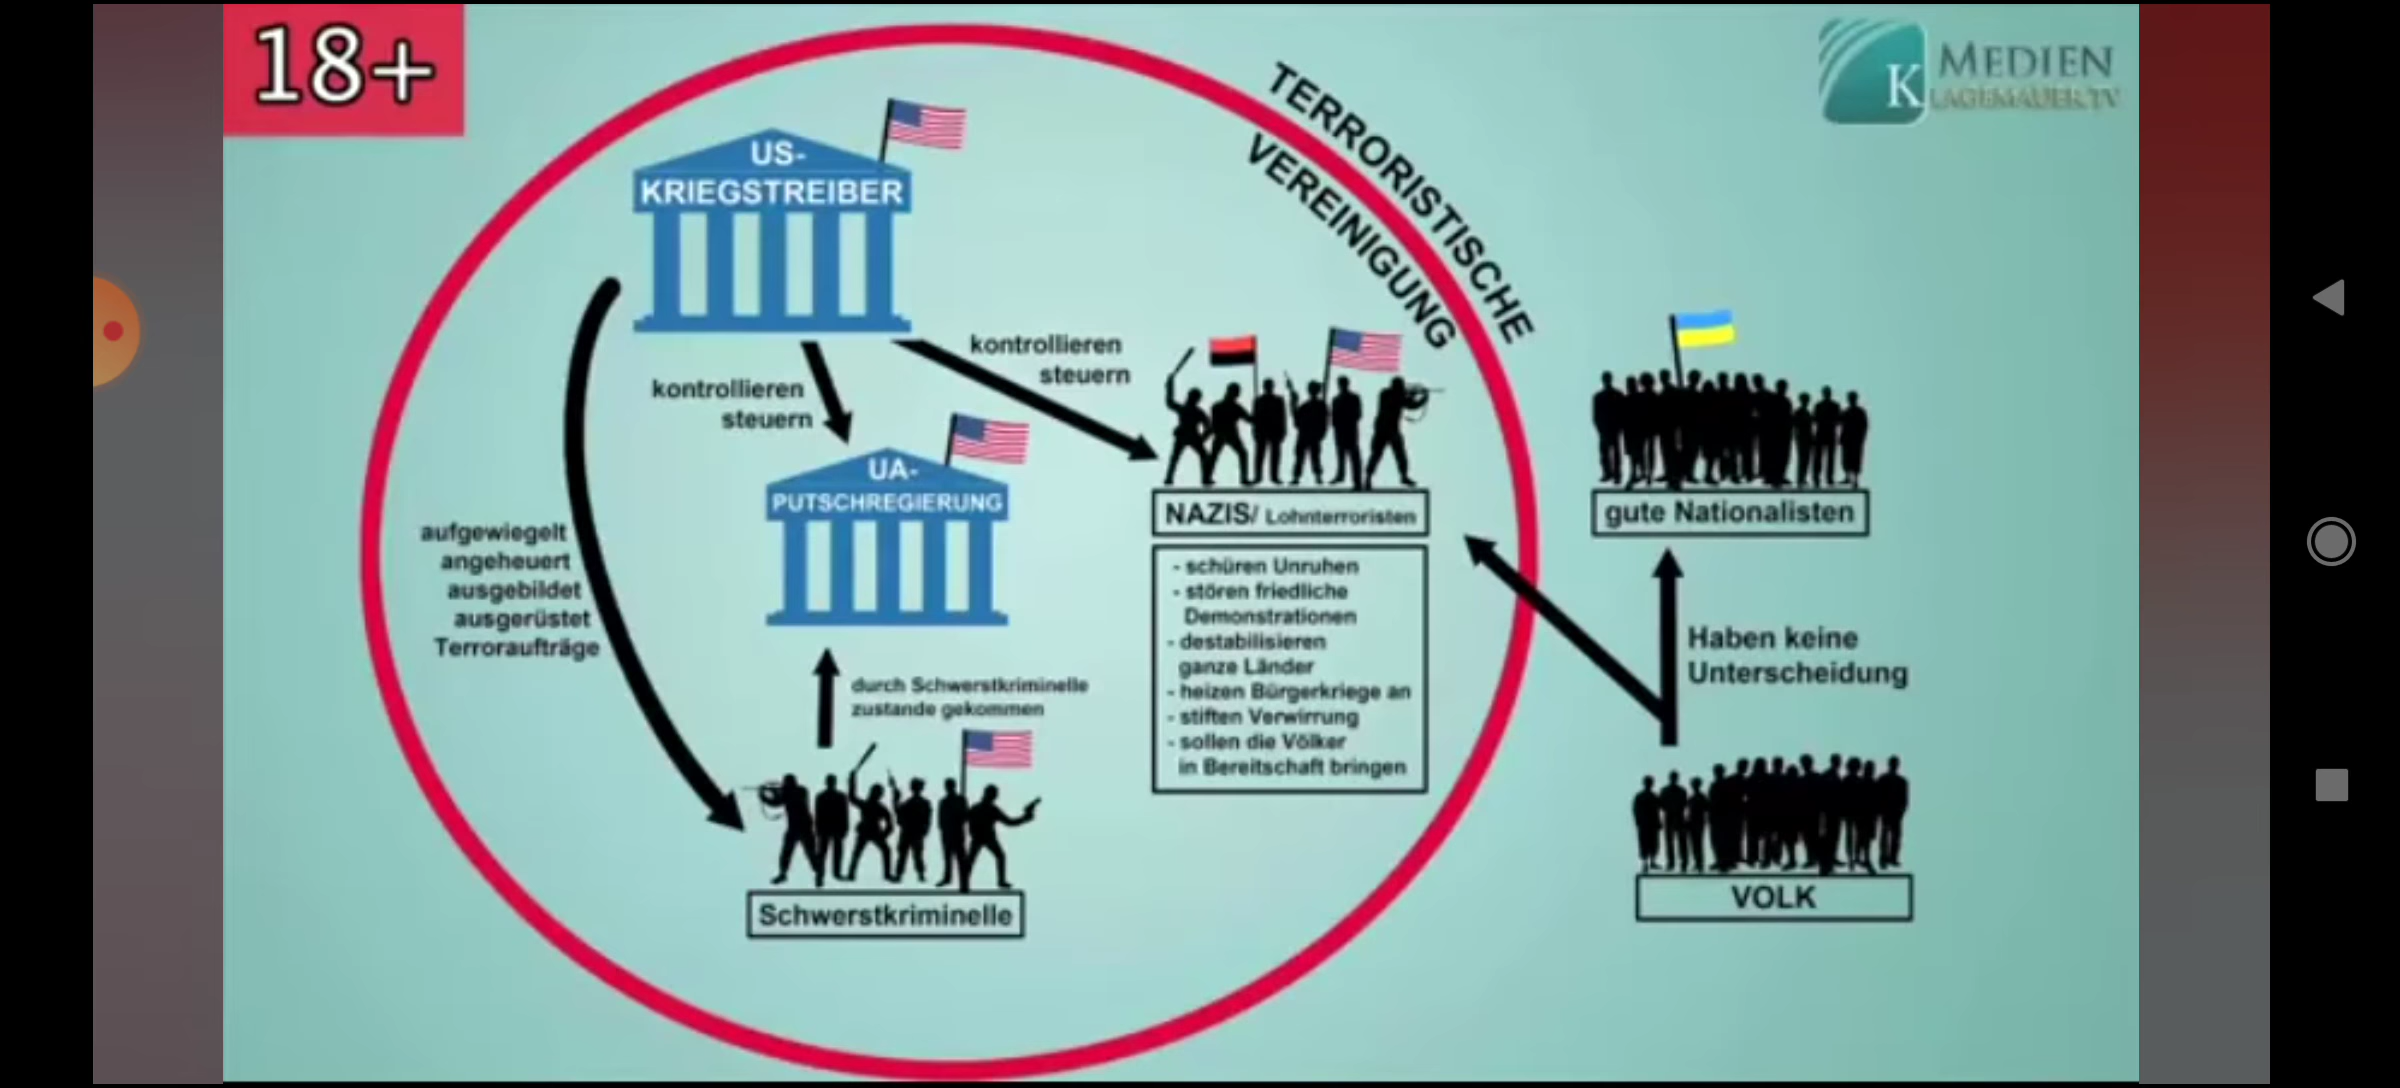 18+
MEDIEN
KLAGEMAUER.TV
TERRORISTISCHE
VEREINIGUNG
US-
KRIEGSTREIBER
kontrollieren
steuern
kontrollieren
steuern
UA-
PUTSCHREGIERUNG
NAZIS/ Lohnterroristen
gute Nationalisten
aufgewiegelt
angeheuert
ausgebildet
ausgerüstet
Terroraufträge
- schüren Unruhen
- stören friedliche
Demonstrationen
- destabilisieren
ganze Länder
- heizen Bürgerkriege an
- stiften Verwirrung
- sollen die Völker
in Bereitschaft bringen
Haben keine
Unterscheidung
durch Schwerstkriminelle
zustande gekommen
Schwerstkriminelle
VOLK